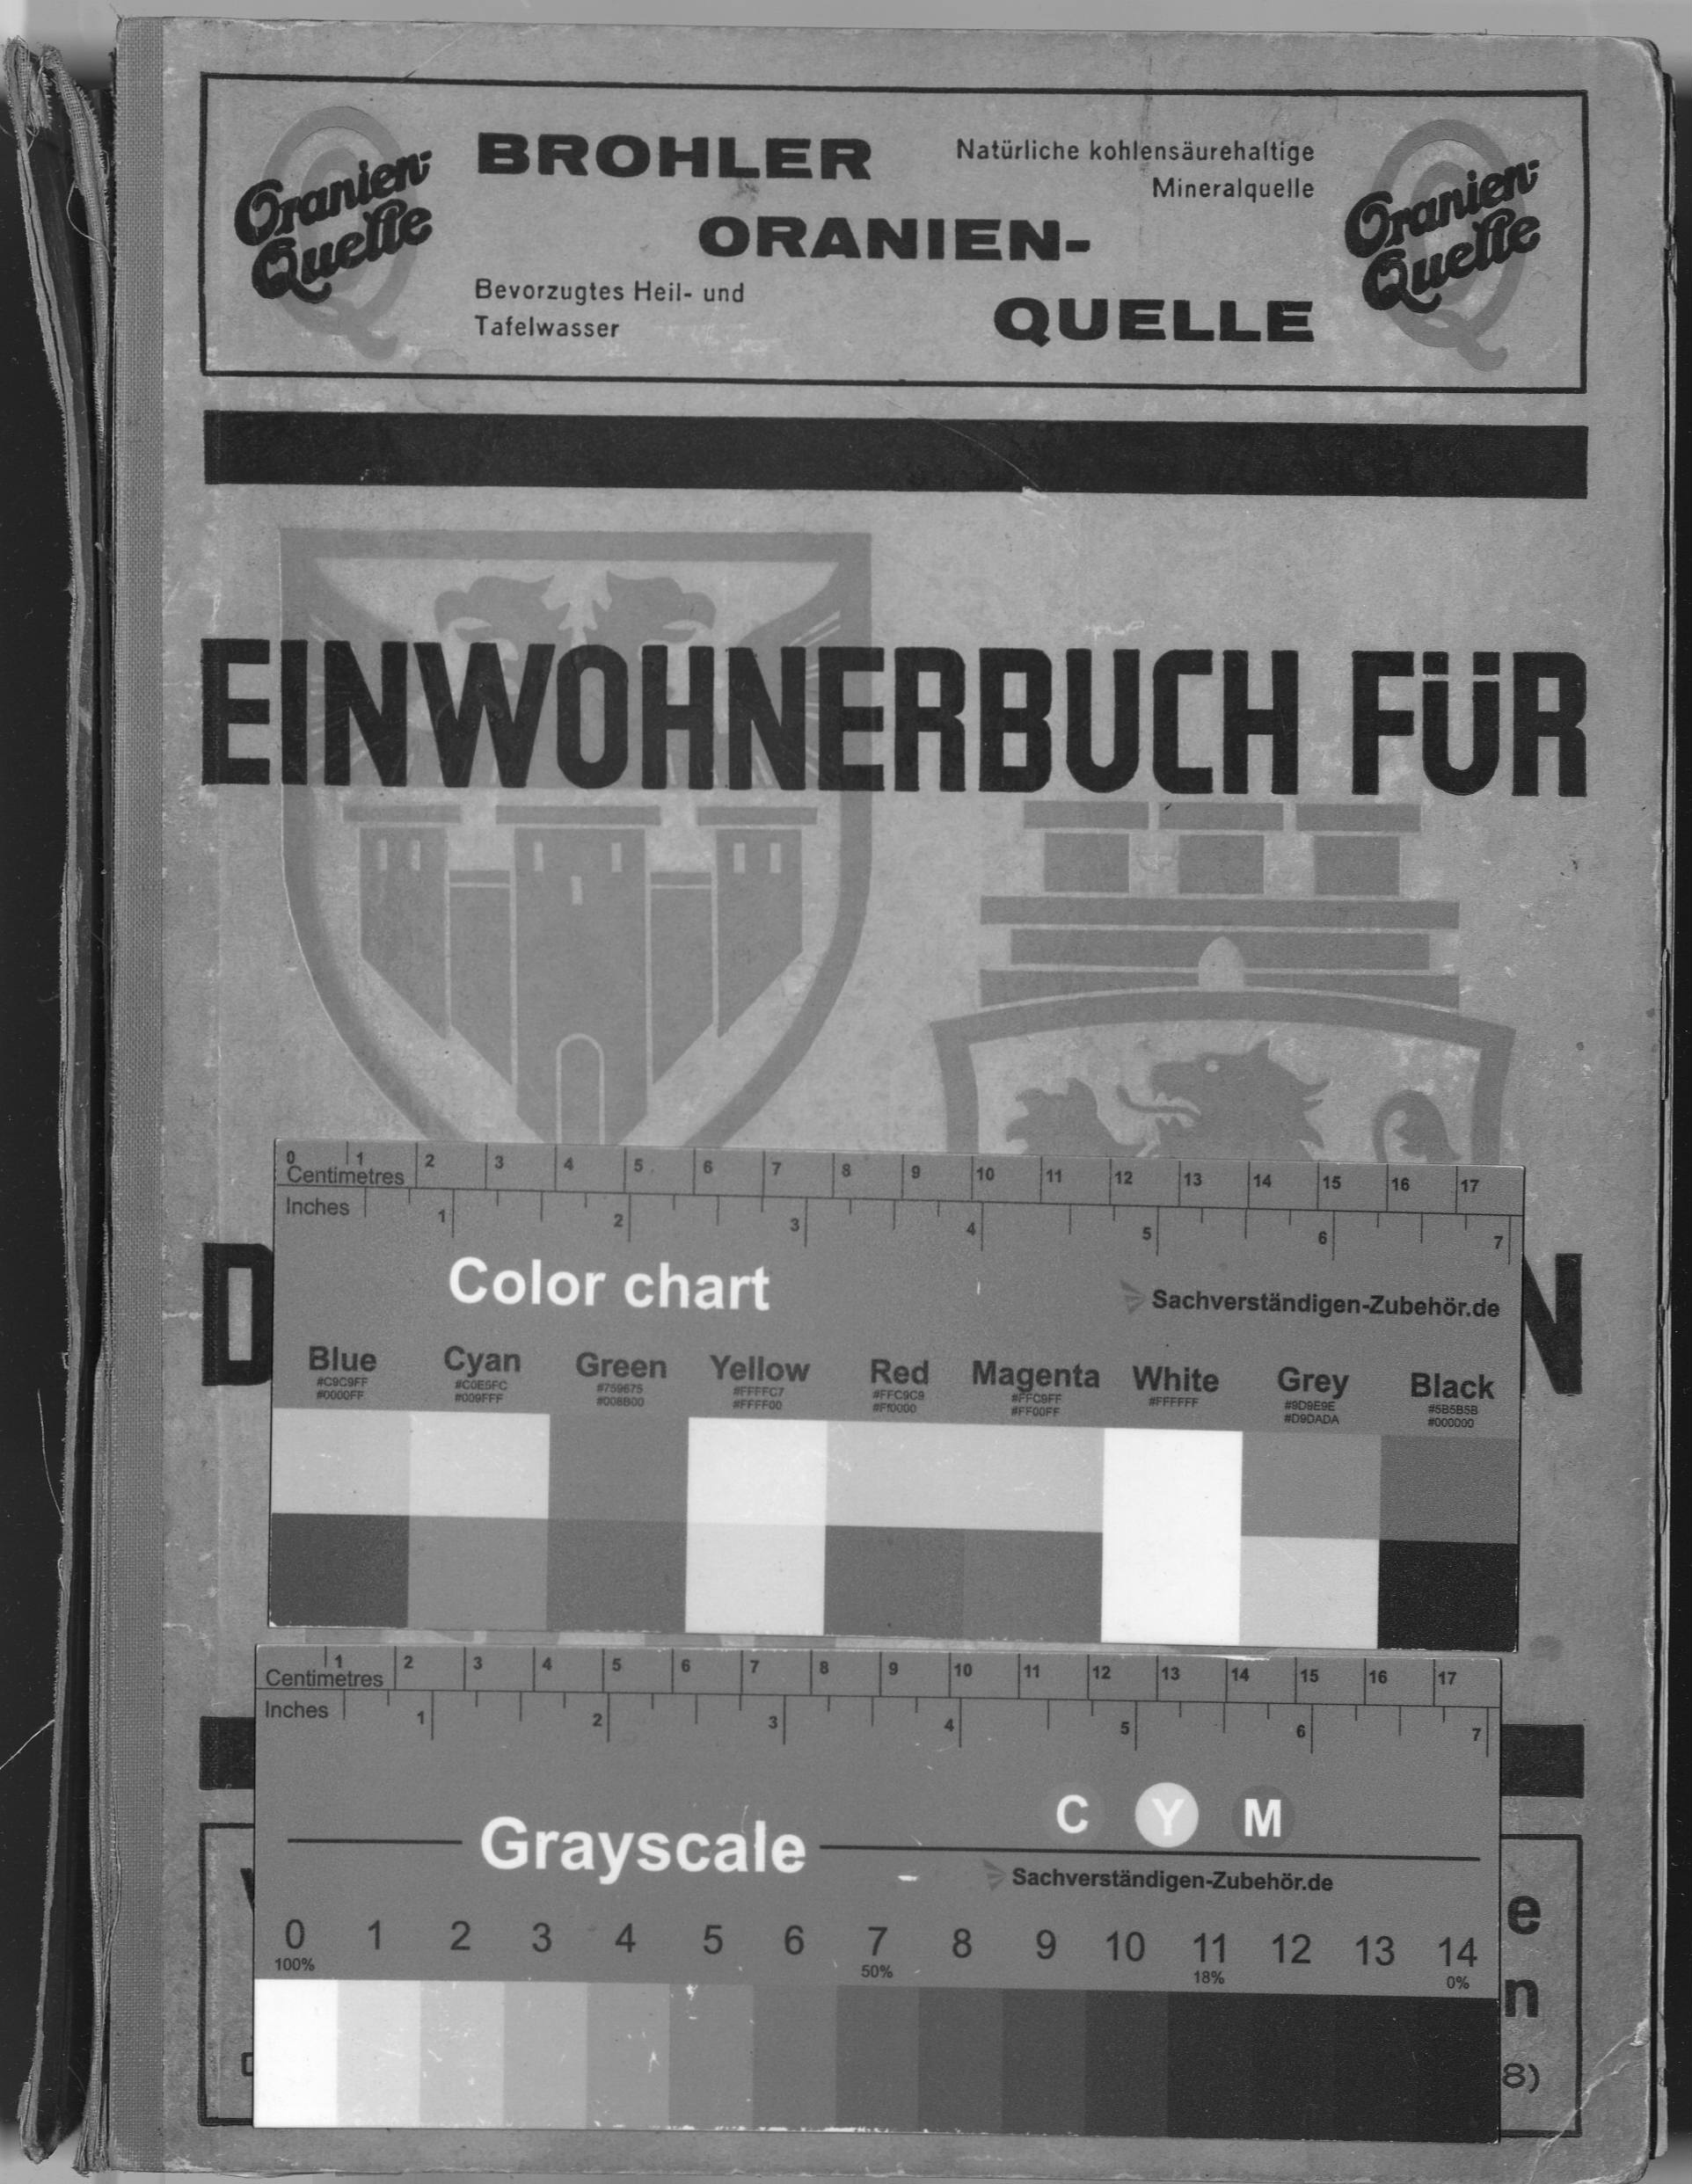 Oranien-
Quelle
BROHLER
ORANIEN-
QUELLE
Natürliche kohlensäurehaltige
Mineralquelle
Bevorzugtes Heil- und
Tafelwasser
Oranien-
Quelle
EINWOHNERBUCH FÜR
D
N
0 1 2 3 4 5 6 7 8 9 10 11 12 13 14 15 16 17
Centimetres
Inches
1 2 3 4 5 6 7
Color chart
Sachverständigen-Zubehör.de
Blue Cyan Green Yellow Red Magenta White Grey Black
#C9C9FF #C0E5FC #759675 #FFFFC7 #FFC9C9 #FFC9FF #FFFFFF #9D9E9E #5B5B5B
#0000FF #009FFF #008B00 #FFFF00 #Ff0000 #FF00FF #D9DADA #000000
1 2 3 4 5 6 7 8 9 10 11 12 13 14 15 16 17
Centimetres
Inches
1 2 3 4 5 6 7
C Y M
Grayscale
Sachverständigen-Zubehör.de
0 1 2 3 4 5 6 7 8 9 10 11 12 13 14
100% 50% 18% 0%
e
n
8)